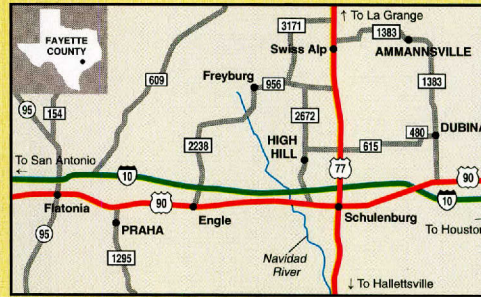 FAYETTE
COUNTY
↑ To La Grange
3171
1383
Swiss Alp
AMMANNSVILLE
609
Freyburg
956
1383
95
154
2672
2238
HIGH
HILL
480
DUBINA
615
To San Antonio
←
77
10
90
90
10
Flatonia
Engle
Schulenburg
To Houston
→
PRAHA
95
Navidad
River
1295
↓ To Hallettsville